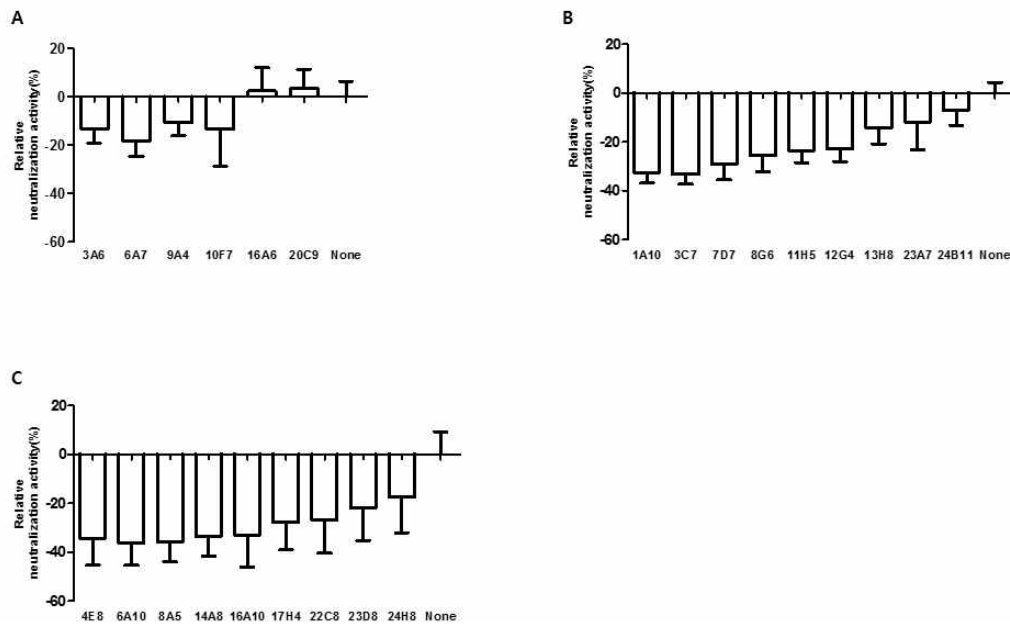 A
Relative
neutralization activity(%)
20
0
-20
-40
-60
3A6 6A7 9A4 10F7 16A6 20C9 None
B
Relative
neutralization activity(%)
20
0
-20
-40
-60
1A10 3C7 7D7 8G6 11H5 12G4 13H8 23A7 24B11 None
C
Relative
neutralization activity(%)
20
0
-20
-40
-60
4E8 6A10 8A5 14A8 16A10 17H4 22C8 23D8 24H8 None